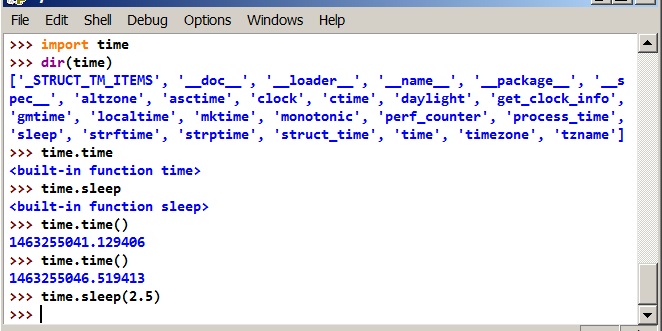 File Edit Shell Debug Options Windows Help
>>> import time
>>> dir(time)
['_STRUCT_TM_ITEMS', '__doc__', '__loader__', '__name__', '__package__', '__s
pec__', 'altzone', 'asctime', 'clock', 'ctime', 'daylight', 'get_clock_info',
'gmtime', 'localtime', 'mktime', 'monotonic', 'perf_counter', 'process_time',
'sleep', 'strftime', 'strptime', 'struct_time', 'time', 'timezone', 'tzname']
>>> time.time
<built-in function time>
>>> time.sleep
<built-in function sleep>
>>> time.time()
1463255041.129406
>>> time.time()
1463255046.519413
>>> time.sleep(2.5)
>>>